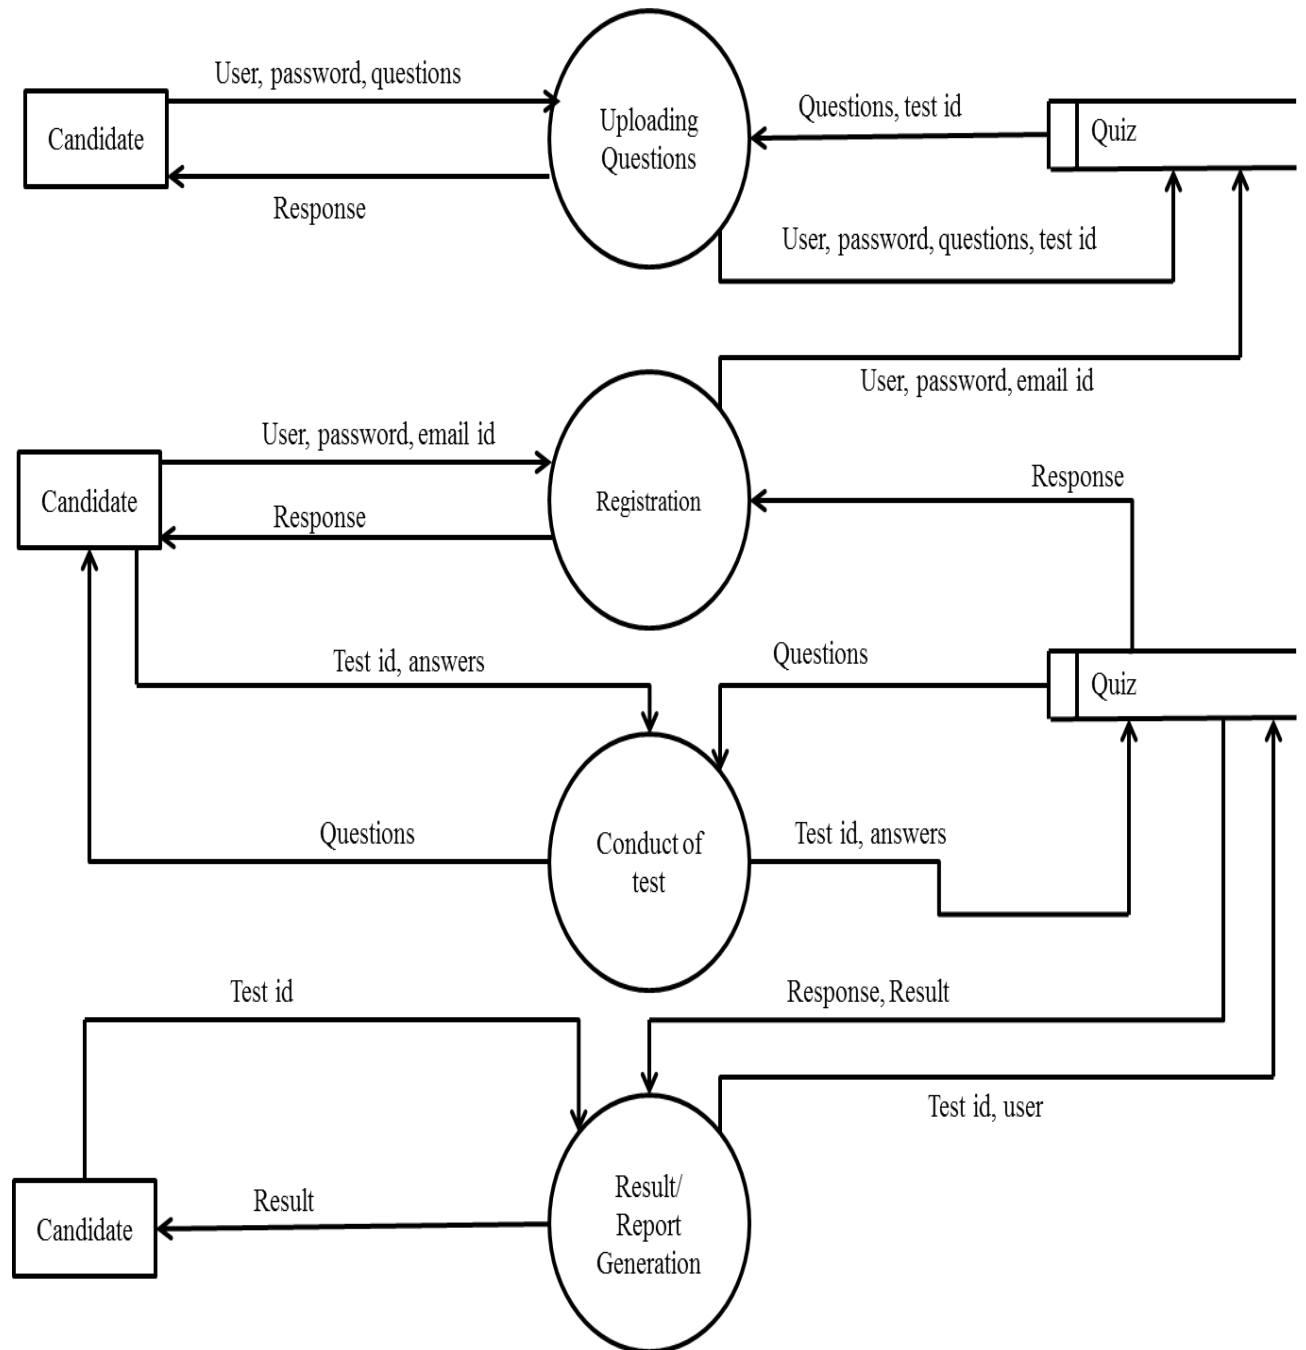 User, password, questions
Candidate
Uploading
Questions
Questions, test id
Quiz
Response
User, password, questions, test id
User, password, email id
User, password, email id
Candidate
Registration
Response
Response
Test id, answers
Questions
Quiz
Questions
Conduct of
test
Test id, answers
Test id
Response, Result
Test id, user
Result/
Report
Generation
Result
Candidate